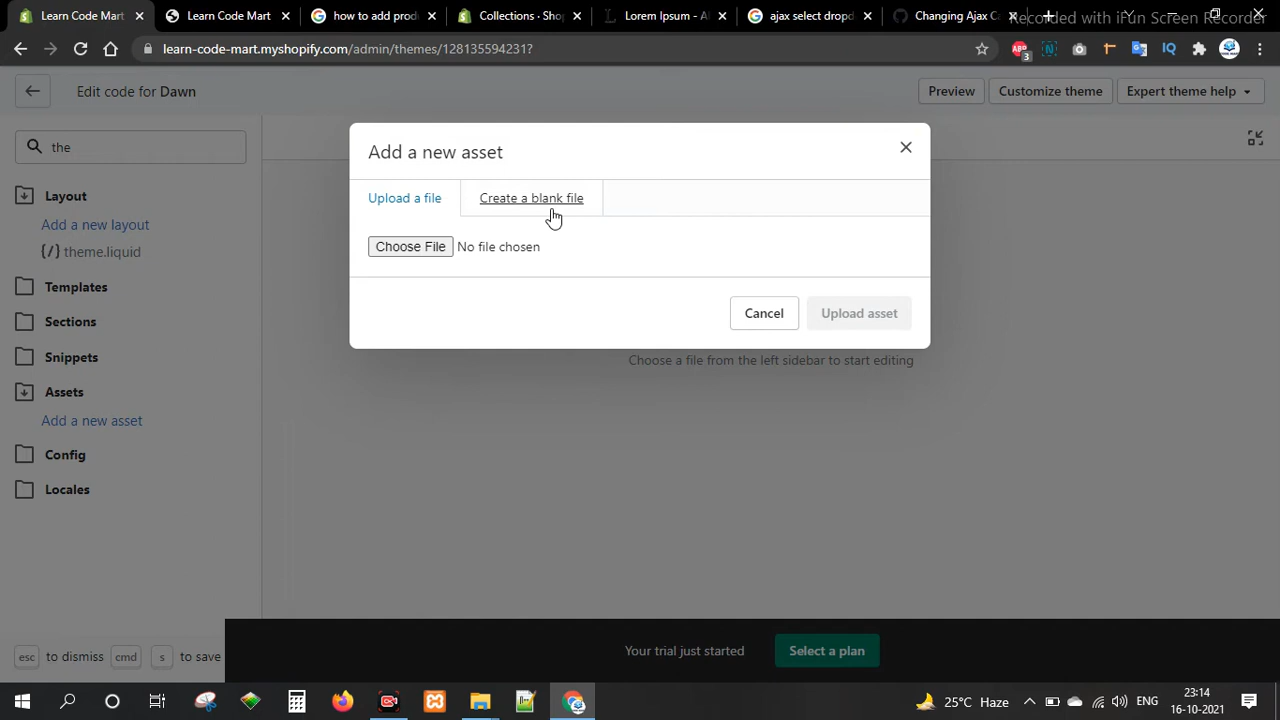 Learn Code Mart
Learn Code Mart
how to add prod
Collections · Shop
Lorem Ipsum - Al
ajax select dropd
Changing Ajax Ca
Recorded with iFun Screen Recorder
learn-code-mart.myshopify.com/admin/themes/128135594231?
Edit code for Dawn
Preview
Customize theme
Expert theme help
the
Add a new asset
Upload a file
Create a blank file
Choose File No file chosen
Cancel
Upload asset
Layout
Add a new layout
{/} theme.liquid
Templates
Sections
Snippets
Assets
Add a new asset
Config
Locales
Choose a file from the left sidebar to start editing
esc to dismiss cmd s to save
Your trial just started
Select a plan
25°C Haze
ENG
23:14
16-10-2021